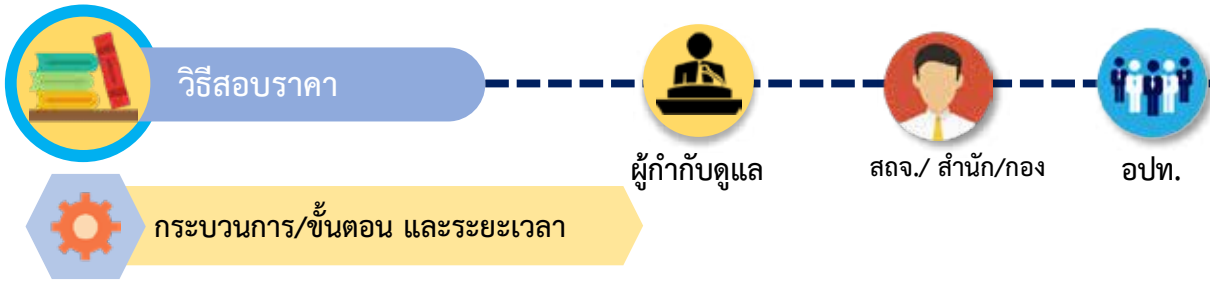 วิธีสอบราคา
ผู้กำกับดูแล
สถจ./ สำนัก/กอง
อปท.
กระบวนการ/ขั้นตอน และระยะเวลา